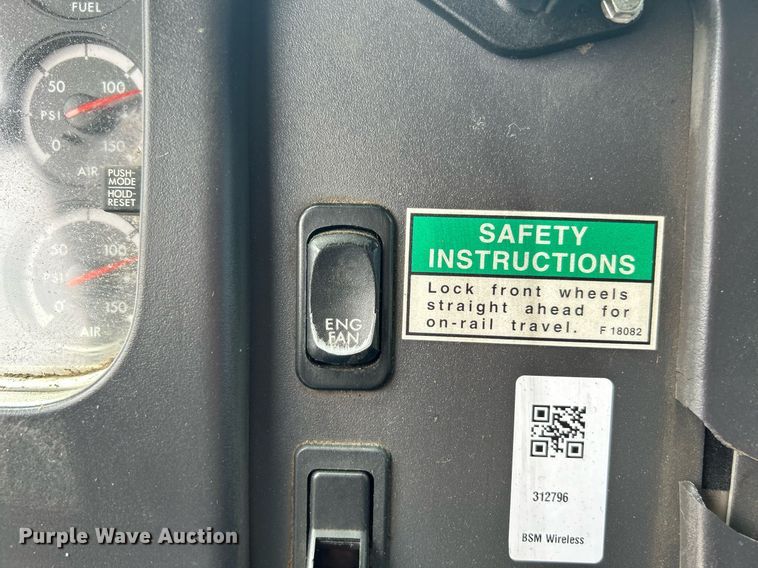 FUEL
50
100
PSI
0
150
AIR
PUSH-
MODE
HOLD-
RESET
50
100
PSI
0
150
AIR
ENG
FAN
SAFETY
INSTRUCTIONS
Lock front wheels
straight ahead for
on-rail travel. F 18082
312796
BSM Wireless
Purple Wave Auction®